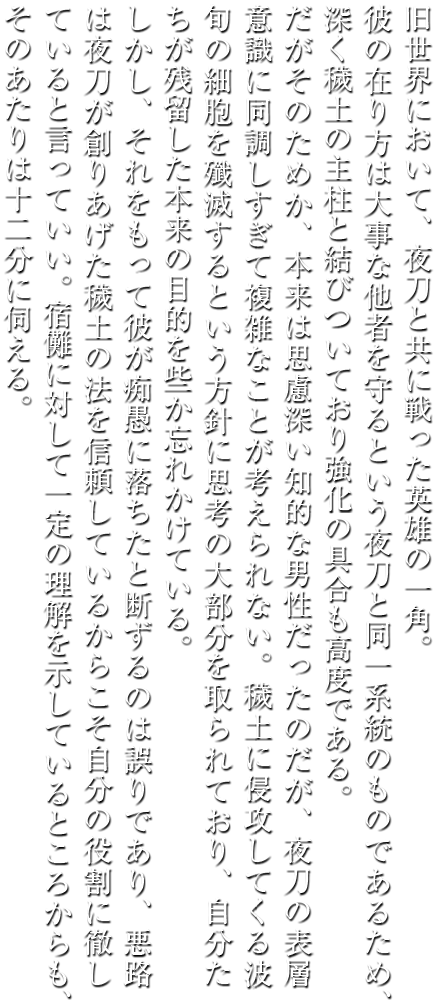 旧世界において、夜刀と共に戦った英雄の一角。
彼の在り方は大事な他者を守るという夜刀と同一系統のものであるため、
深く穢土の主柱と結びついており強化の具合も高度である。
だがそのためか、本来は思慮深い知的な男性だったのだが、夜刀の表層
意識に同調しすぎて複雑なことが考えられない。穢土に侵攻してくる波
旬の細胞を殲滅するという方針に思考の大部分を取られており、自分た
ちが残留した本来の目的を些か忘れかけている。
しかし、それをもって彼が痴愚に落ちたと断ずるのは誤りであり、悪路
は夜刀が創りあげた穢土の法を信頼しているからこそ自分の役割に徹し
ていると言っていい。宿儺に対して一定の理解を示しているところからも、
そのあたりは十二分に伺える。